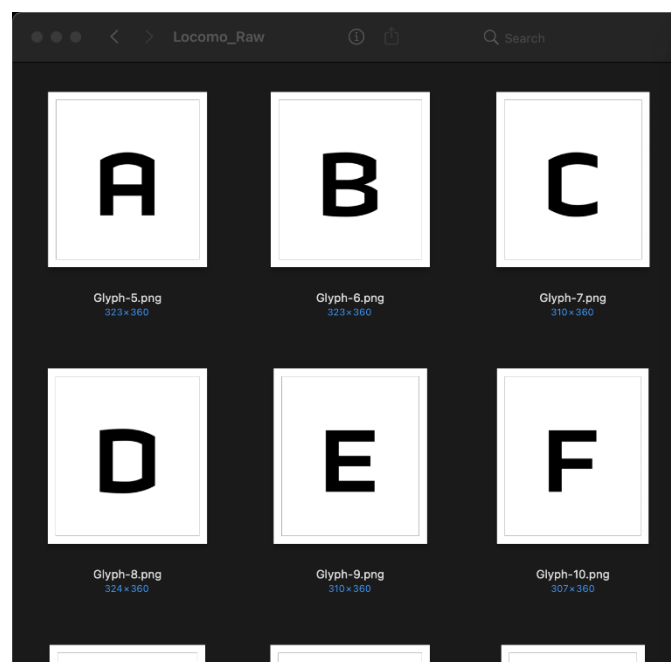 Locomo_Raw
Search
A
B
C
Glyph-5.png
Glyph-6.png
Glyph-7.png
323×360
323×360
310×360
D
E
F
Glyph-8.png
Glyph-9.png
Glyph-10.png
324×360
310×360
307×360